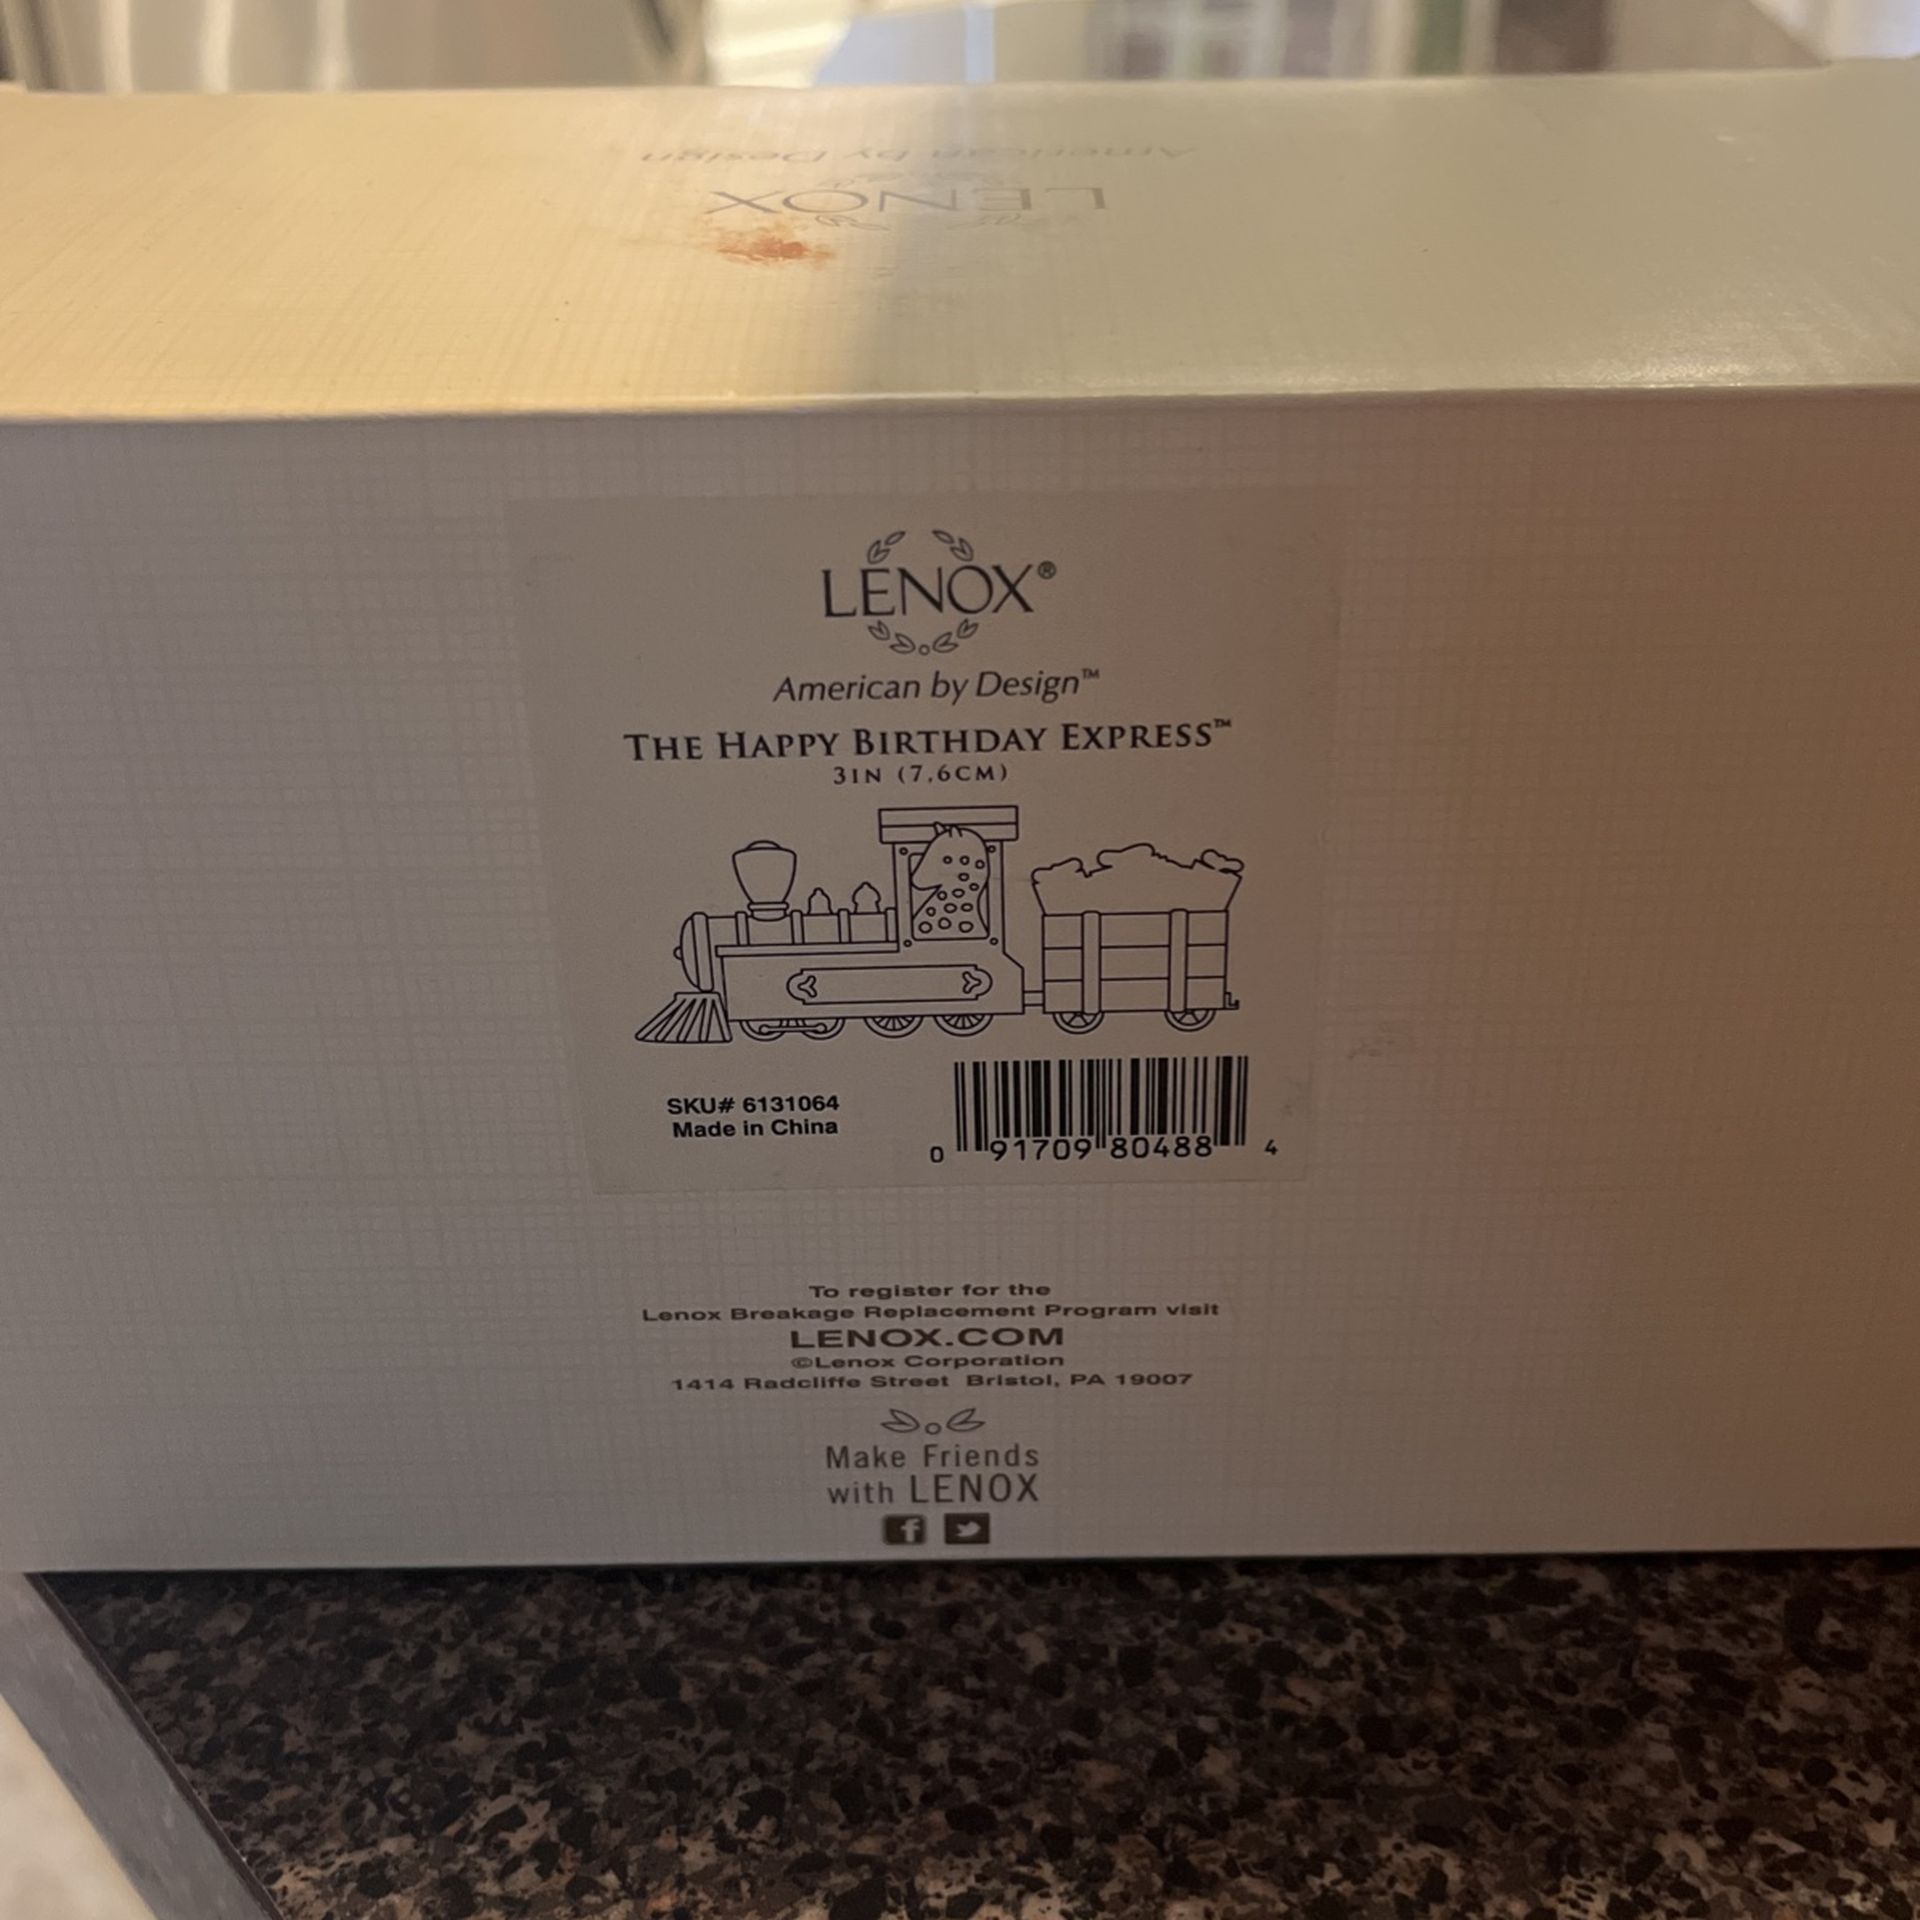 American by Design
LENOX
LENOX®
American by Design™
THE HAPPY BIRTHDAY EXPRESS™
3IN (7,6CM)
SKU# 6131064
Made in China
0 91709 80488 4
To register for the
Lenox Breakage Replacement Program visit
LENOX.COM
©Lenox Corporation
1414 Radcliffe Street Bristol, PA 19007
Make Friends
with LENOX